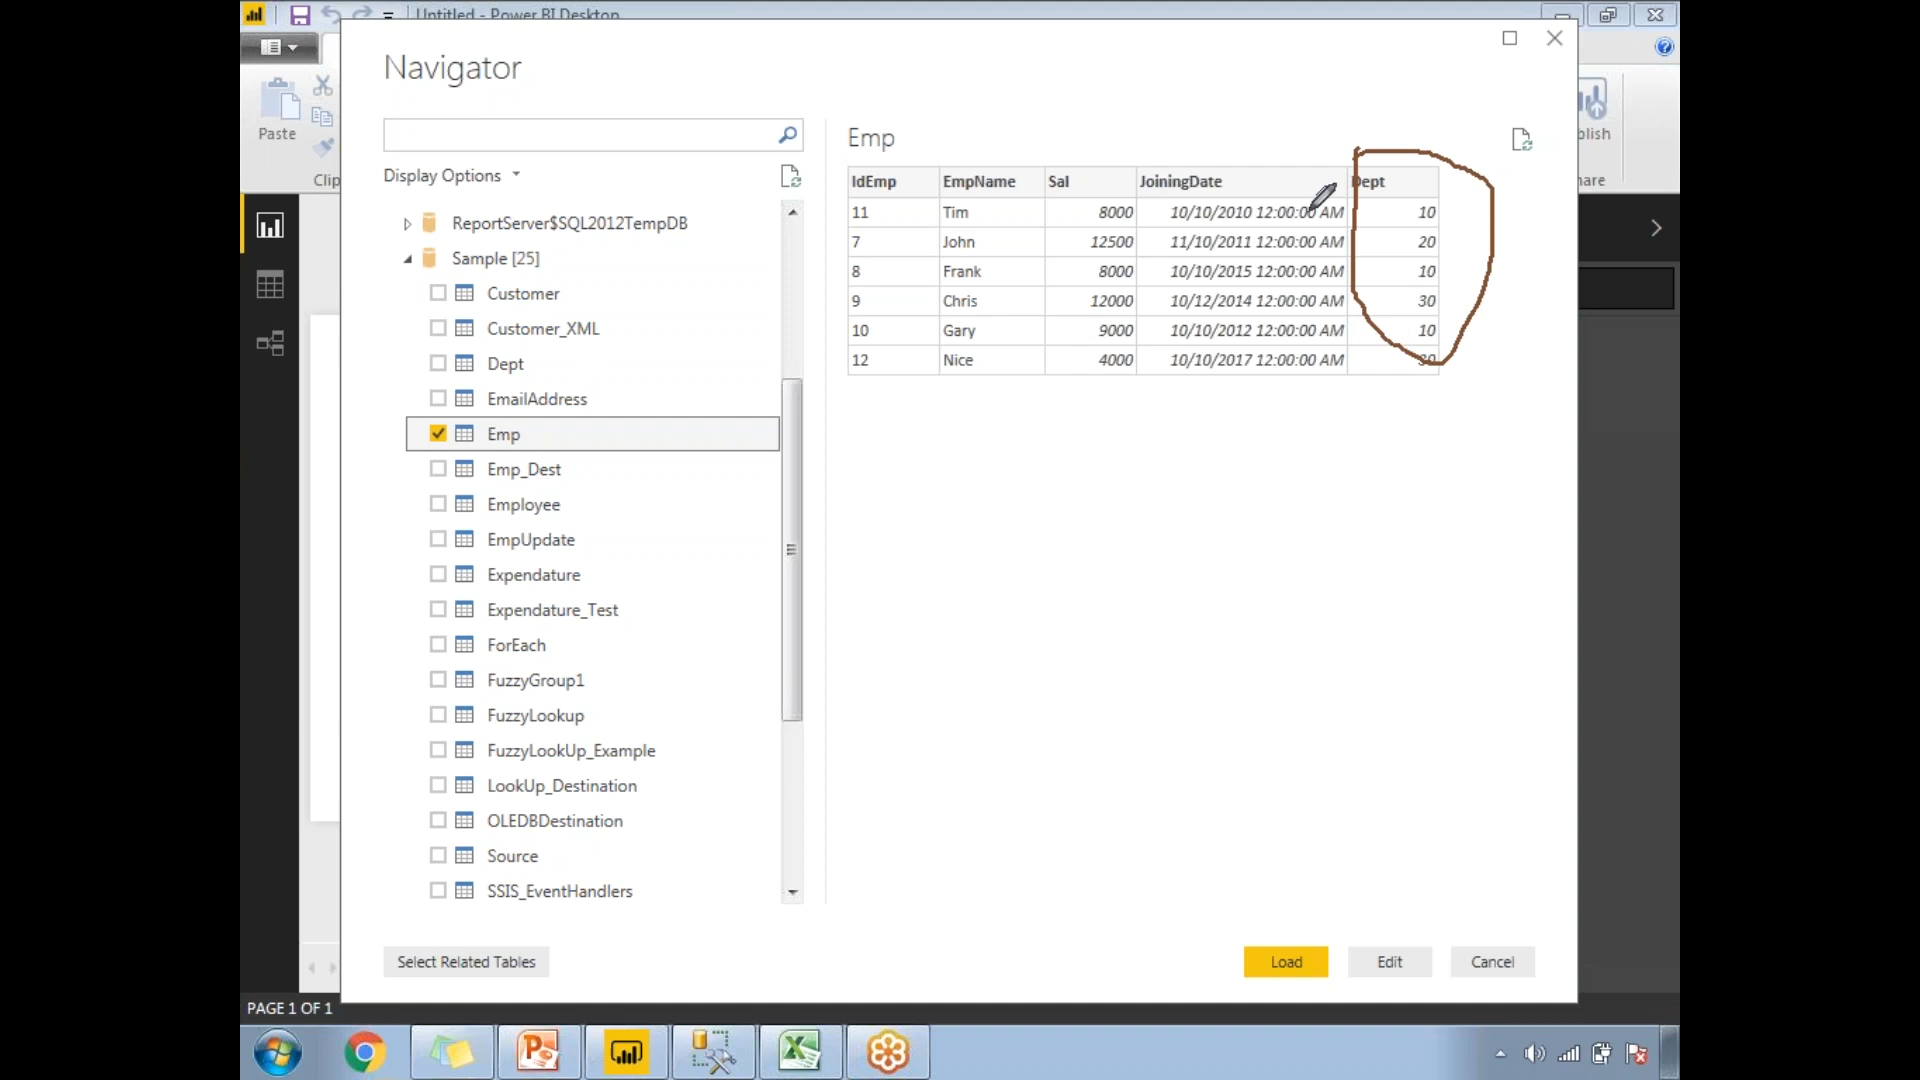 Untitled - Power BI Desktop
Navigator
Paste
Clip
blish
hare
Display Options
Emp
ReportServer$SQL2012TempDB
Sample [25]
Customer
Customer_XML
Dept
EmailAddress
Emp
Emp_Dest
Employee
EmpUpdate
Expendature
Expendature_Test
ForEach
FuzzyGroup1
FuzzyLookup
FuzzyLookUp_Example
LookUp_Destination
OLEDBDestination
Source
SSIS_EventHandlers
IdEmp EmpName Sal JoiningDate Dept
11 Tim 8000 10/10/2010 12:00:00 AM 10
7 John 12500 11/10/2011 12:00:00 AM 20
8 Frank 8000 10/10/2015 12:00:00 AM 10
9 Chris 12000 10/12/2014 12:00:00 AM 30
10 Gary 9000 10/10/2012 12:00:00 AM 10
12 Nice 4000 10/10/2017 12:00:00 AM
Select Related Tables
Load
Edit
Cancel
PAGE 1 OF 1